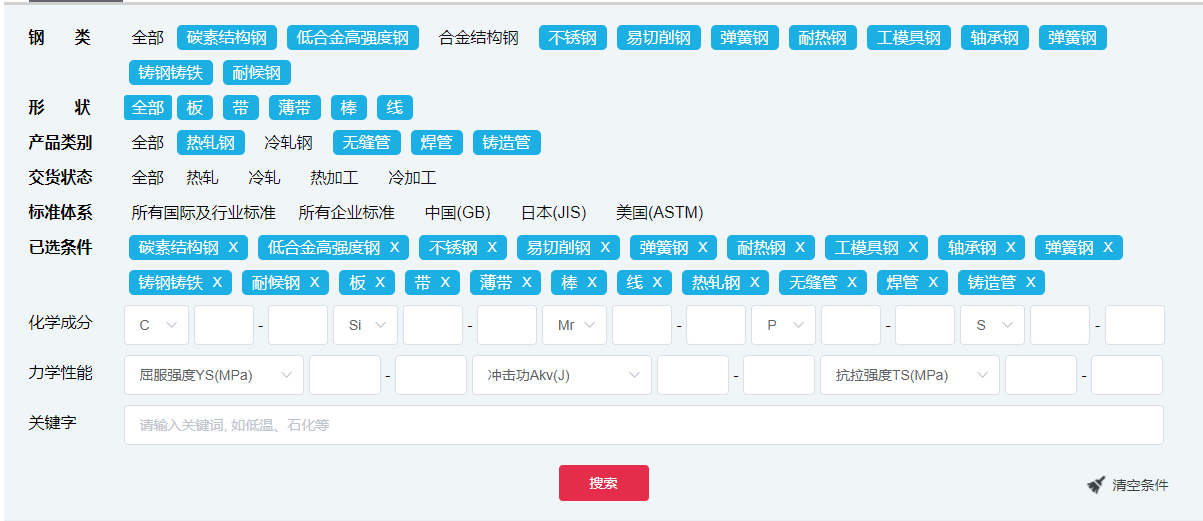 钢 类 全部 碳素结构钢 低合金高强度钢 合金结构钢 不锈钢 易切削钢 弹簧钢 耐热钢 工模具钢 轴承钢 弹簧钢
铸钢铸铁 耐候钢
形 状 全部 板 带 薄带 棒 线
产品类别 全部 热轧钢 冷轧钢 无缝管 焊管 铸造管
交货状态 全部 热轧 冷轧 热加工 冷加工
标准体系 所有国际及行业标准 所有企业标准 中国(GB) 日本(JIS) 美国(ASTM)
已选条件 碳素结构钢 X 低合金高强度钢 X 不锈钢 X 易切削钢 X 弹簧钢 X 耐热钢 X 工模具钢 X 轴承钢 X 弹簧钢 X
铸钢铸铁 X 耐候钢 X 板 X 带 X 薄带 X 棒 X 线 X 热轧钢 X 无缝管 X 焊管 X 铸造管 X
化学成分 C - Si - Mr - P - S -
力学性能 屈服强度YS(MPa) - 冲击功Akv(J) - 抗拉强度TS(MPa) -
关键字 请输入关键词, 如低温、石化等
搜索 清空条件